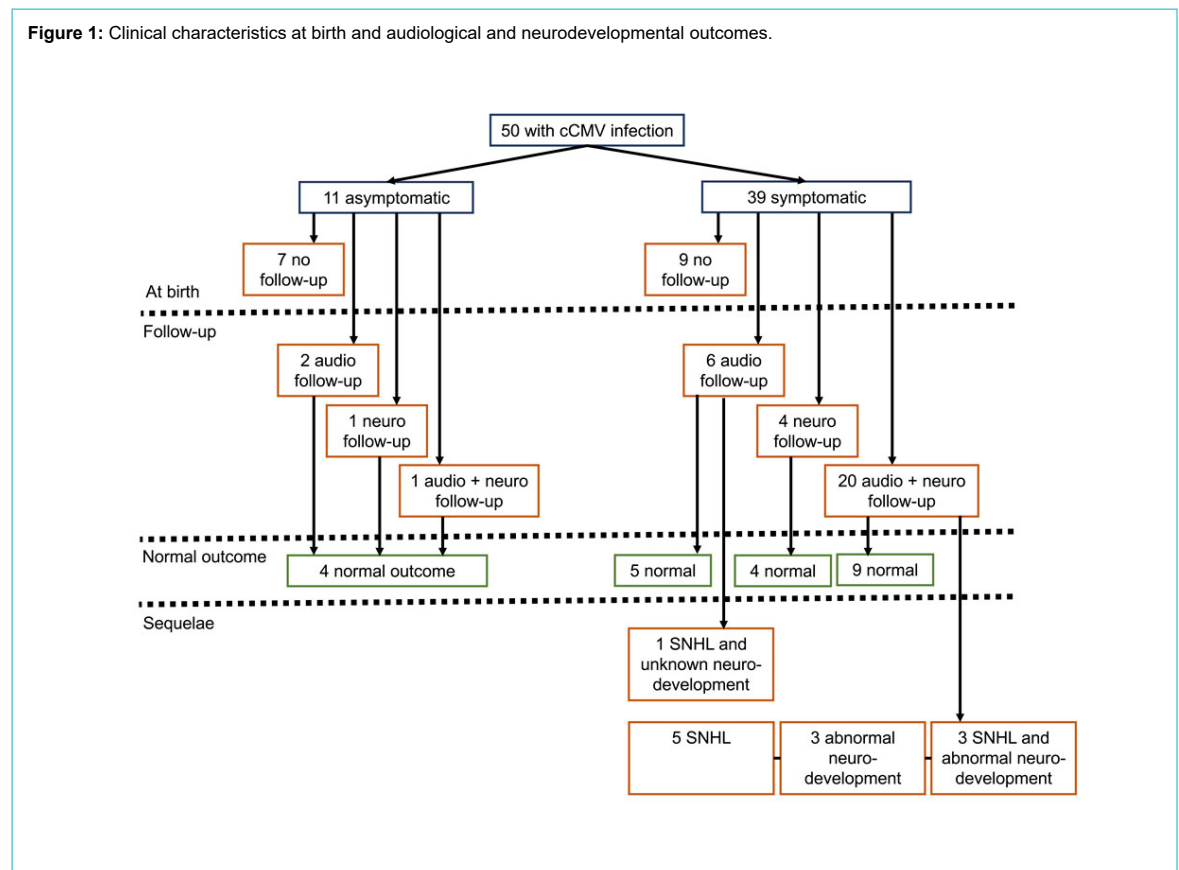 Figure 1: Clinical characteristics at birth and audiological and neurodevelopmental outcomes.
50 with cCMV infection
11 asymptomatic
39 symptomatic
7 no
follow-up
9 no
follow-up
At birth
Follow-up
2 audio
follow-up
6 audio
follow-up
1 neuro
follow-up
4 neuro
follow-up
1 audio + neuro
follow-up
20 audio + neuro
follow-up
Normal outcome
4 normal outcome
5 normal
4 normal
9 normal
Sequelae
1 SNHL and
unknown neuro-
development
5 SNHL
3 abnormal
neuro-
development
3 SNHL and
abnormal neuro-
development